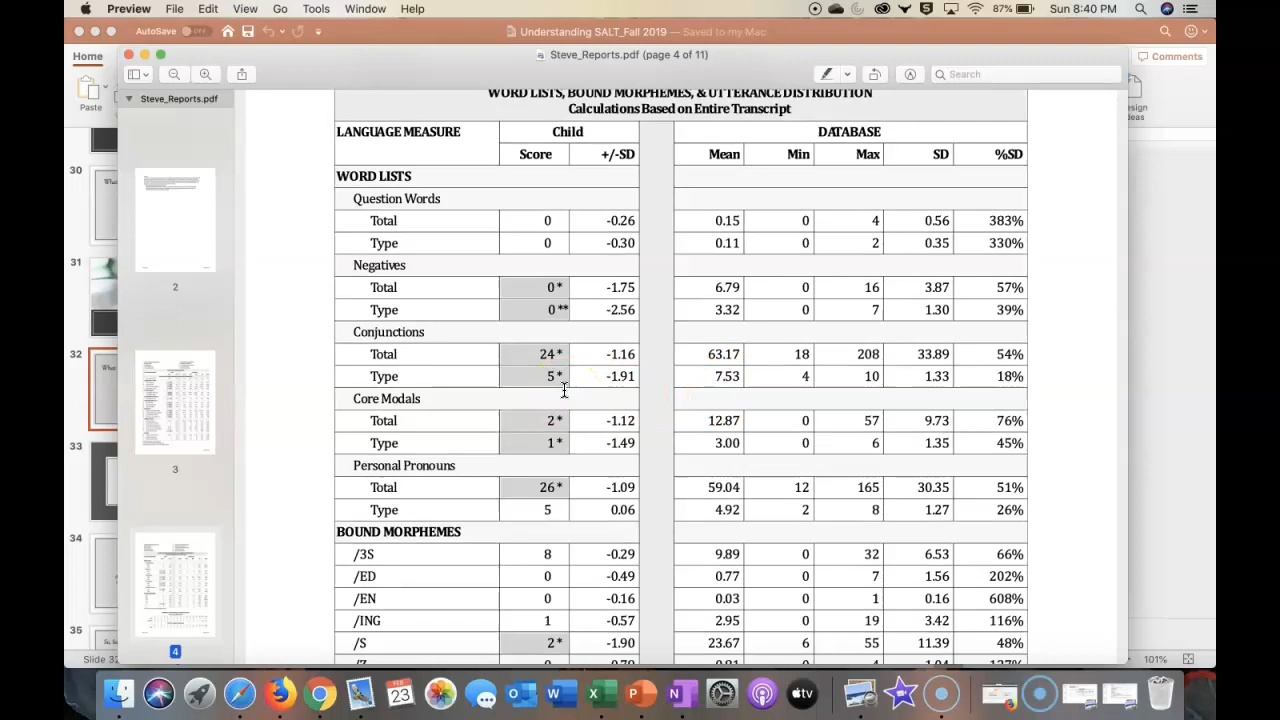 Preview File Edit View Go Tools Window Help 87% Sun 8:40 PM
AutoSave OFF Understanding SALT_Fall 2019 — Saved to my Mac
Home Steve_Reports.pdf (page 4 of 11) Comments
Search
Paste Steve_Reports.pdf
WORD LISTS, BOUND MORPHEMES, & UTTERANCE DISTRIBUTION
Calculations Based on Entire Transcript
LANGUAGE MEASURE Child DATABASE
Score +/-SD Mean Min Max SD %SD
WORD LISTS
Question Words
Total 0 -0.26 0.15 0 4 0.56 383%
Type 0 -0.30 0.11 0 2 0.35 330%
Negatives
Total 0 * -1.75 6.79 0 16 3.87 57%
Type 0 ** -2.56 3.32 0 7 1.30 39%
Conjunctions
Total 24 * -1.16 63.17 18 208 33.89 54%
Type 5 * -1.91 7.53 4 10 1.33 18%
Core Modals
Total 2 * -1.12 12.87 0 57 9.73 76%
Type 1 * -1.49 3.00 0 6 1.35 45%
Personal Pronouns
Total 26 * -1.09 59.04 12 165 30.35 51%
Type 5 0.06 4.92 2 8 1.27 26%
BOUND MORPHEMES
/3S 8 -0.29 9.89 0 32 6.53 66%
/ED 0 -0.49 0.77 0 7 1.56 202%
/EN 0 -0.16 0.03 0 1 0.16 608%
/ING 1 -0.57 2.95 0 19 3.42 116%
/S 2 * -1.90 23.67 6 55 11.39 48%
30
31
32
33
34
35
2
3
4
Slide 32
101%
FEB
23
tv